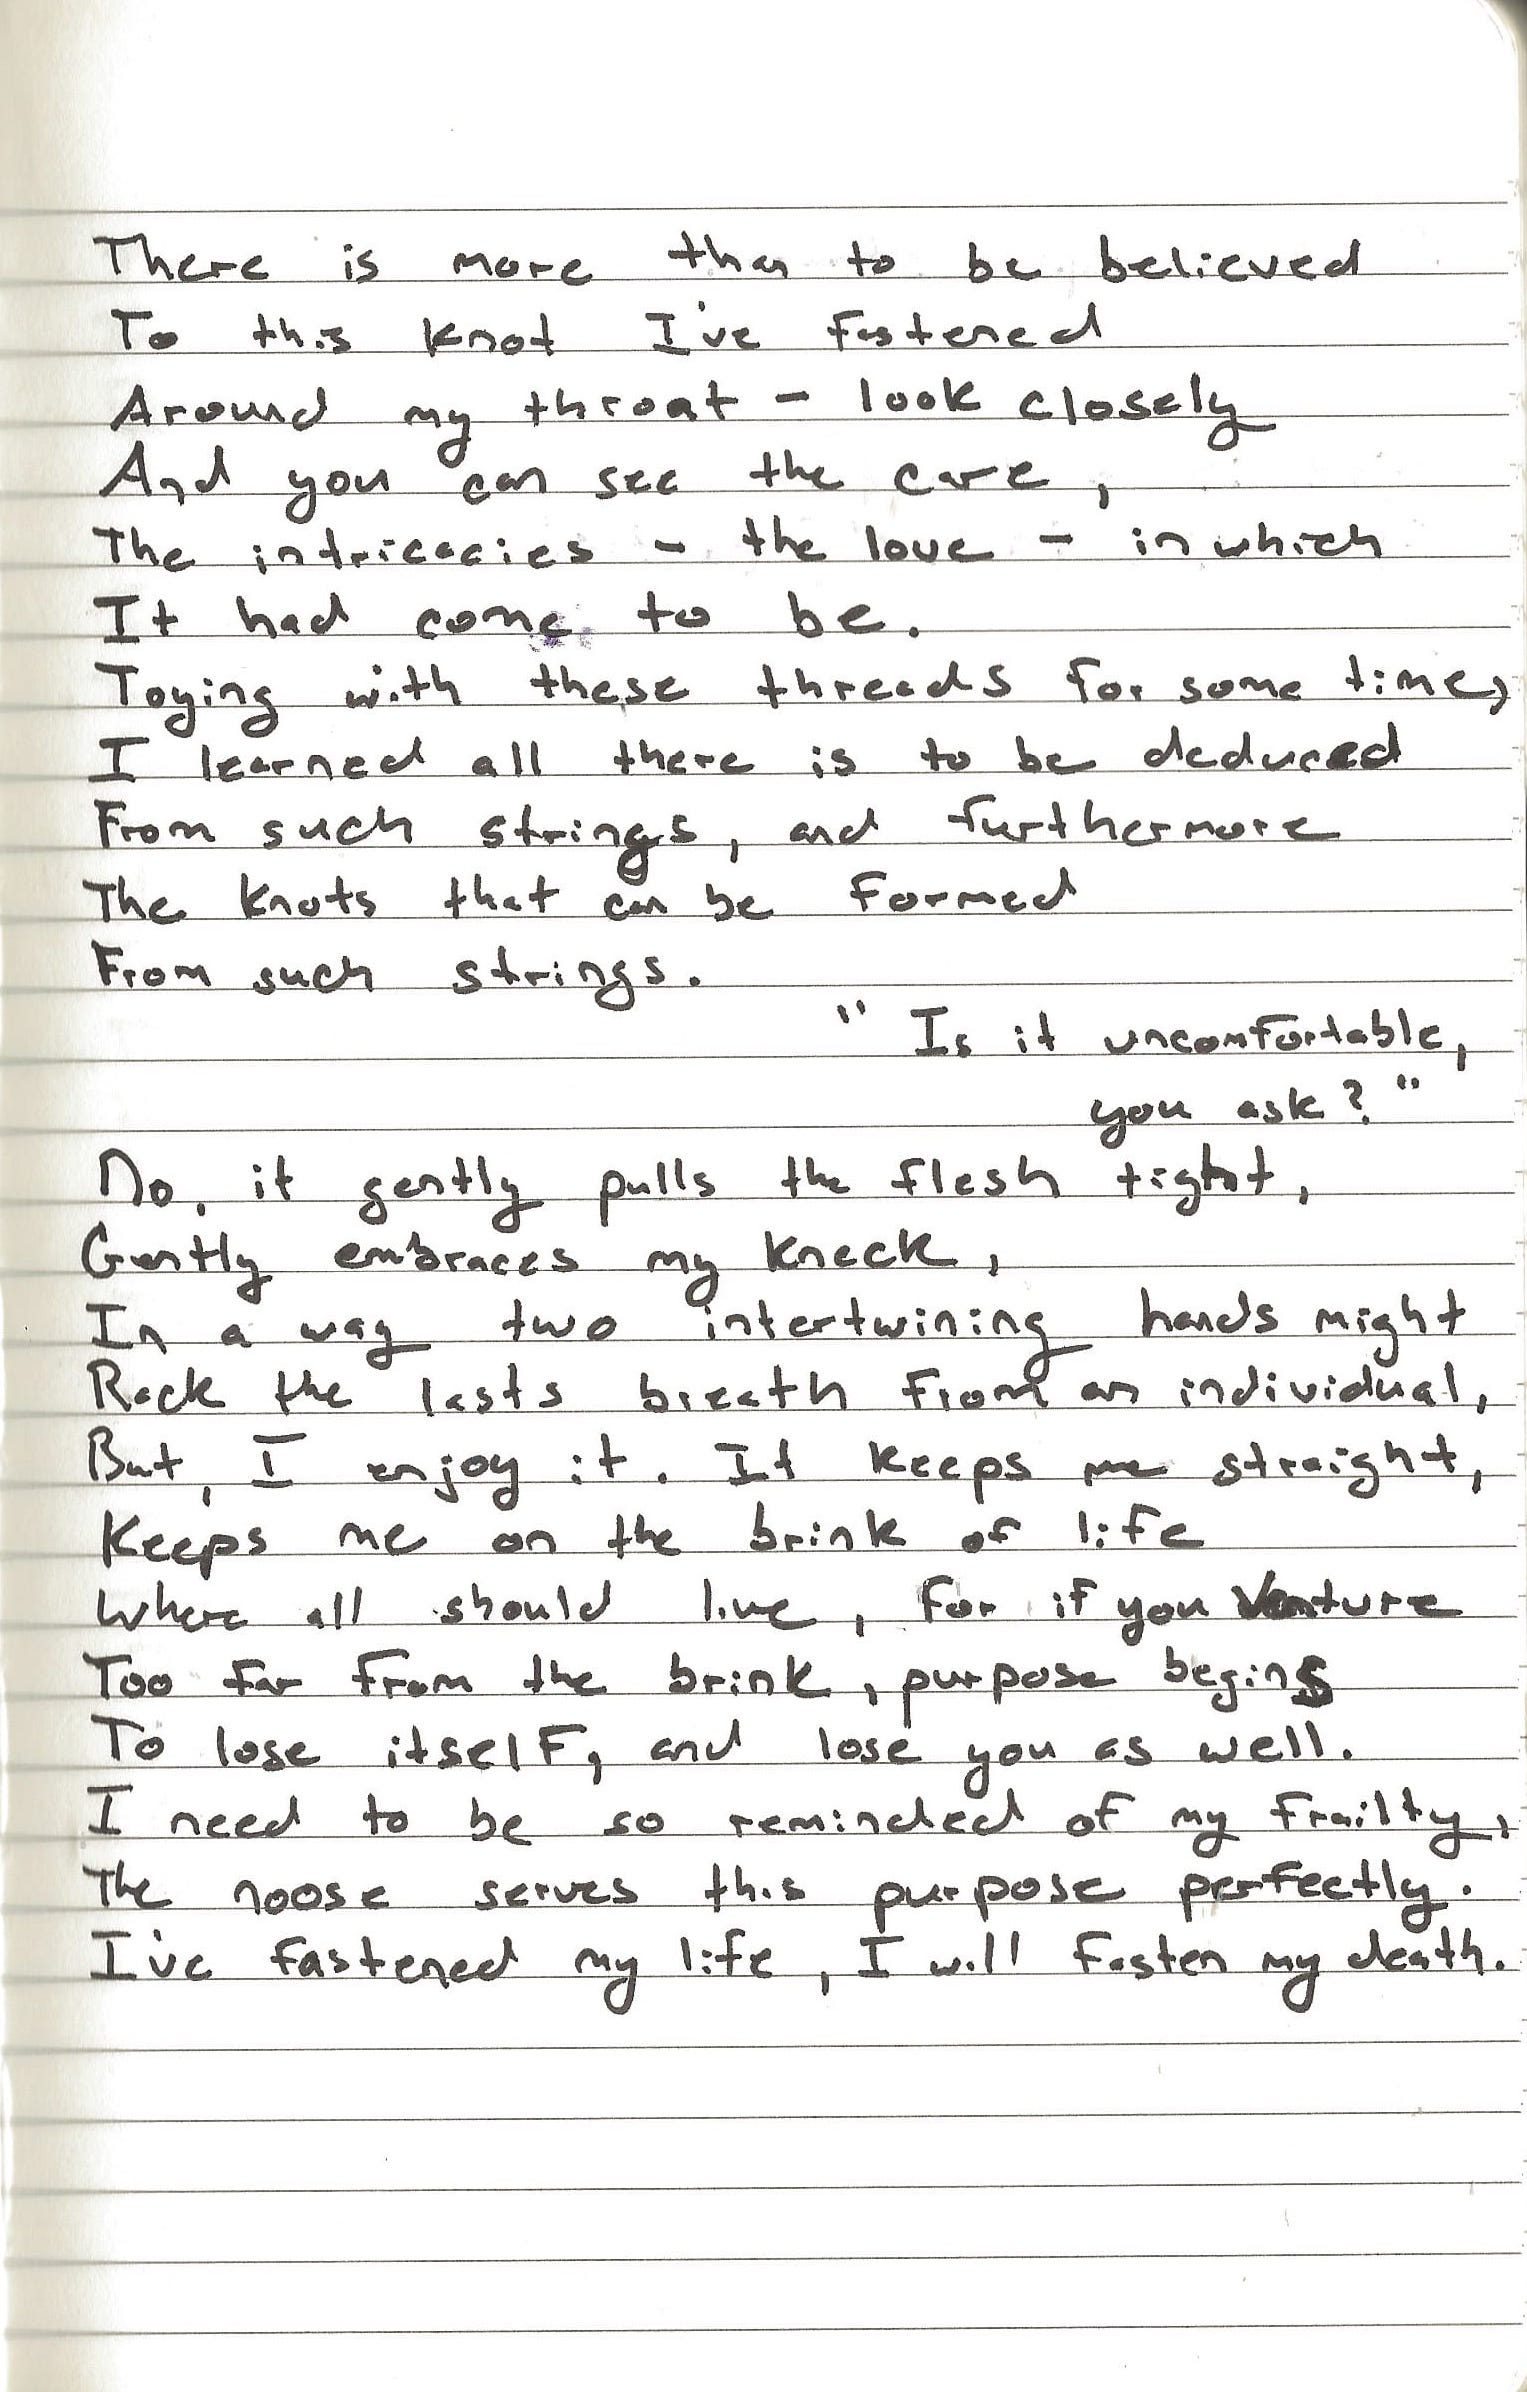 There is more than to be believed
To this knot I've fastened
Around my throat - look closely
And you can see the care,
The intricacies - the love - in which
It had come to be.
Toying with these threads for some time,
I learned all there is to be deduced
From such strings, and furthermore
The knots that can be formed
From such strings.
"Is it uncomfortable,
you ask?"
No, it gently pulls the flesh tight,
Gently embraces my kneck,
In a way two intertwining hands might
Rack the lasts breath from an individual,
But, I enjoy it. It keeps me straight,
Keeps me on the brink of life
Where all should live, for if you venture
Too far from the brink, purpose begins
To lose itself, and lose you as well.
I need to be so reminded of my frailty,
The noose serves this purpose perfectly.
I've fastened my life, I will fasten my death.